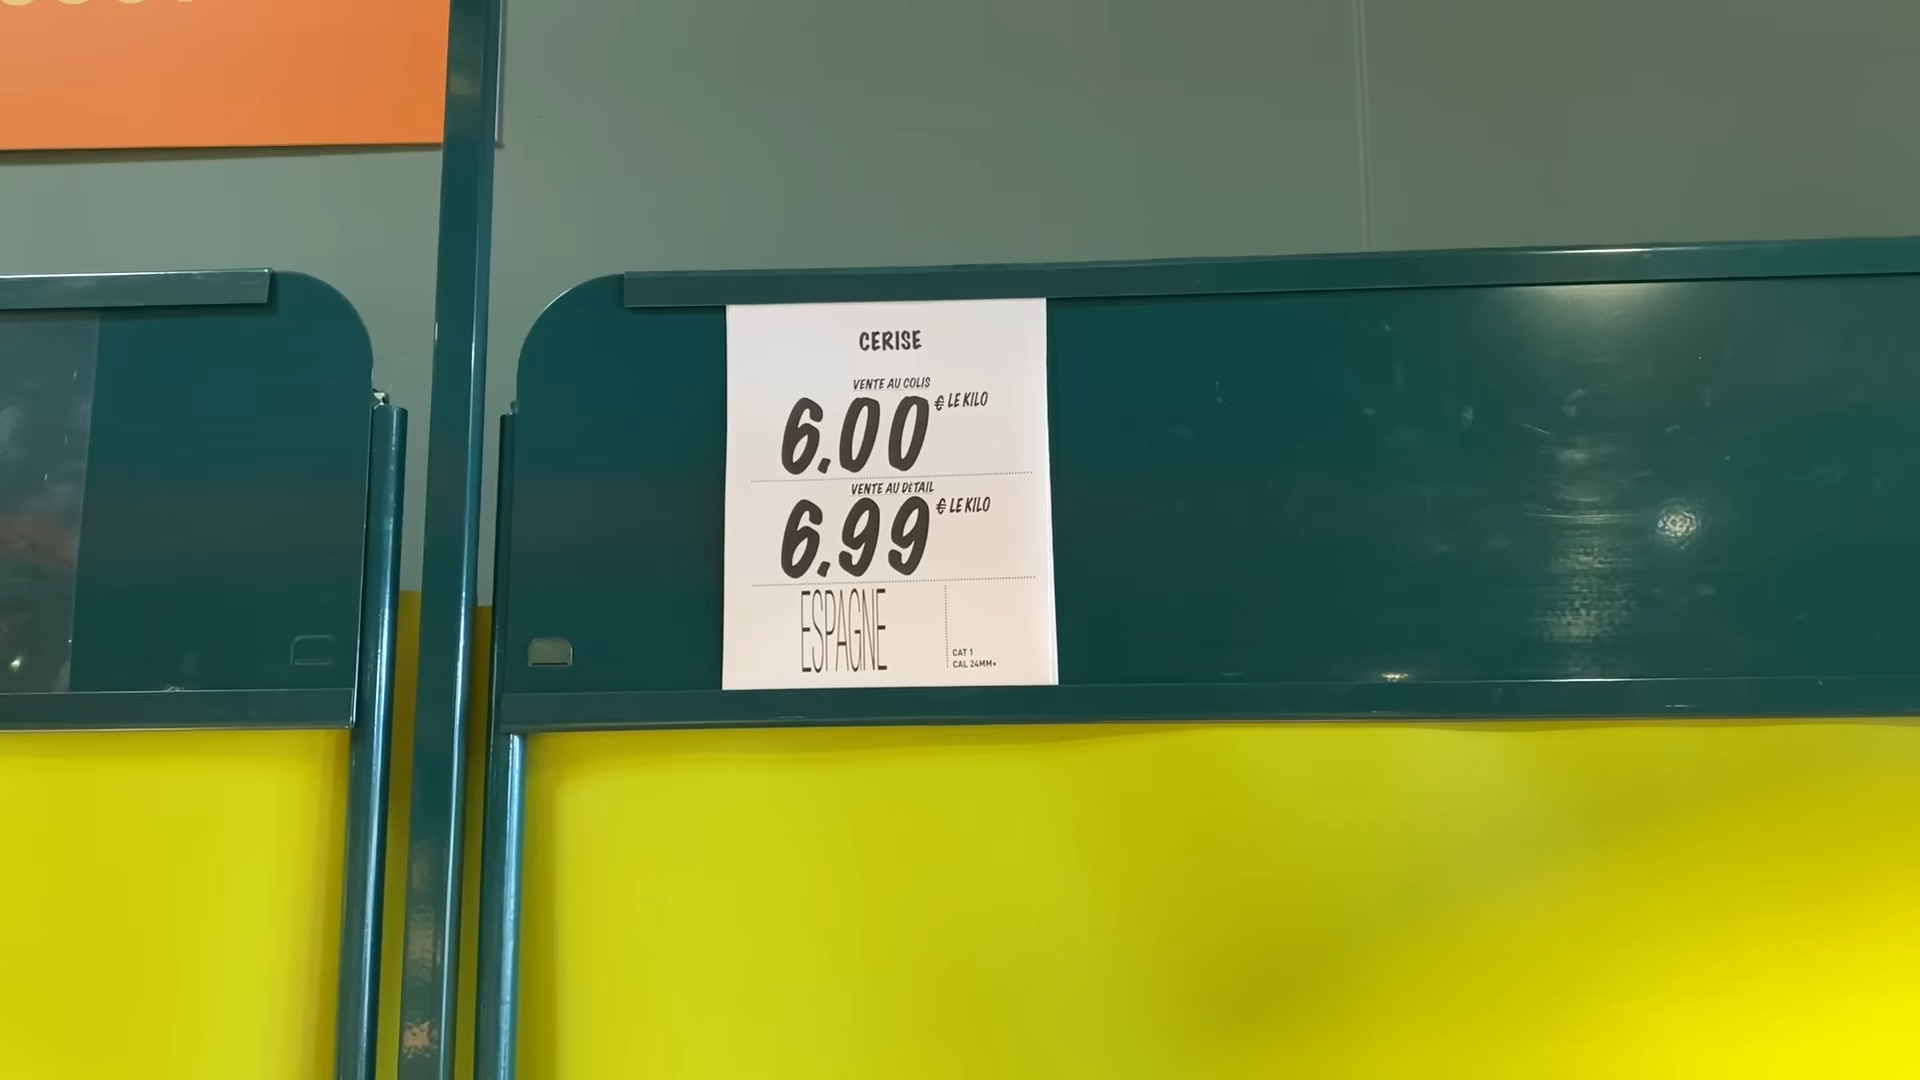 CERISE
VENTE AU COLIS
6.00 € LE KILO
VENTE AU DÉTAIL
6.99 € LE KILO
ESPAGNE
CAT 1
CAL 24MM+